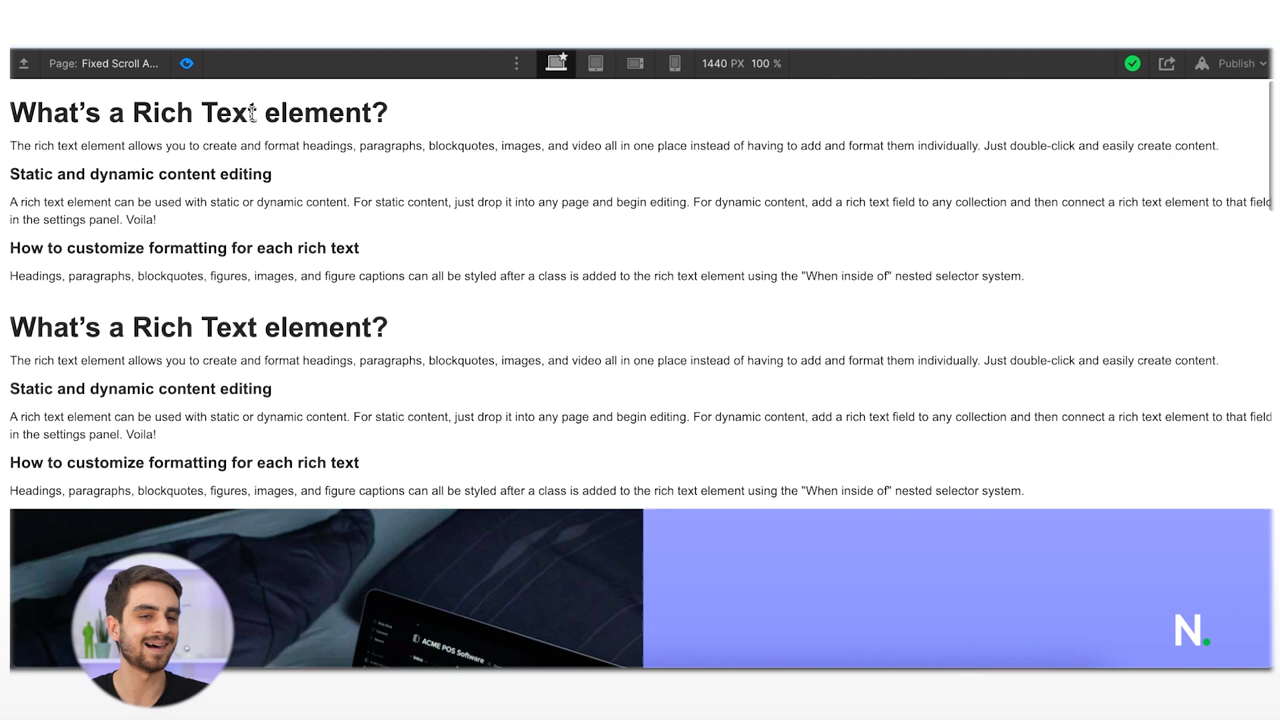 Page: Fixed Scroll A...
1440 PX 100 %
Publish
What's a Rich Text element?
The rich text element allows you to create and format headings, paragraphs, blockquotes, images, and video all in one place instead of having to add and format them individually. Just double-click and easily create content.
Static and dynamic content editing
A rich text element can be used with static or dynamic content. For static content, just drop it into any page and begin editing. For dynamic content, add a rich text field to any collection and then connect a rich text element to that field
in the settings panel. Voila!
How to customize formatting for each rich text
Headings, paragraphs, blockquotes, figures, images, and figure captions can all be styled after a class is added to the rich text element using the "When inside of" nested selector system.
What's a Rich Text element?
The rich text element allows you to create and format headings, paragraphs, blockquotes, images, and video all in one place instead of having to add and format them individually. Just double-click and easily create content.
Static and dynamic content editing
A rich text element can be used with static or dynamic content. For static content, just drop it into any page and begin editing. For dynamic content, add a rich text field to any collection and then connect a rich text element to that field
in the settings panel. Voila!
How to customize formatting for each rich text
Headings, paragraphs, blockquotes, figures, images, and figure captions can all be styled after a class is added to the rich text element using the "When inside of" nested selector system.
ACME POS Software
N.